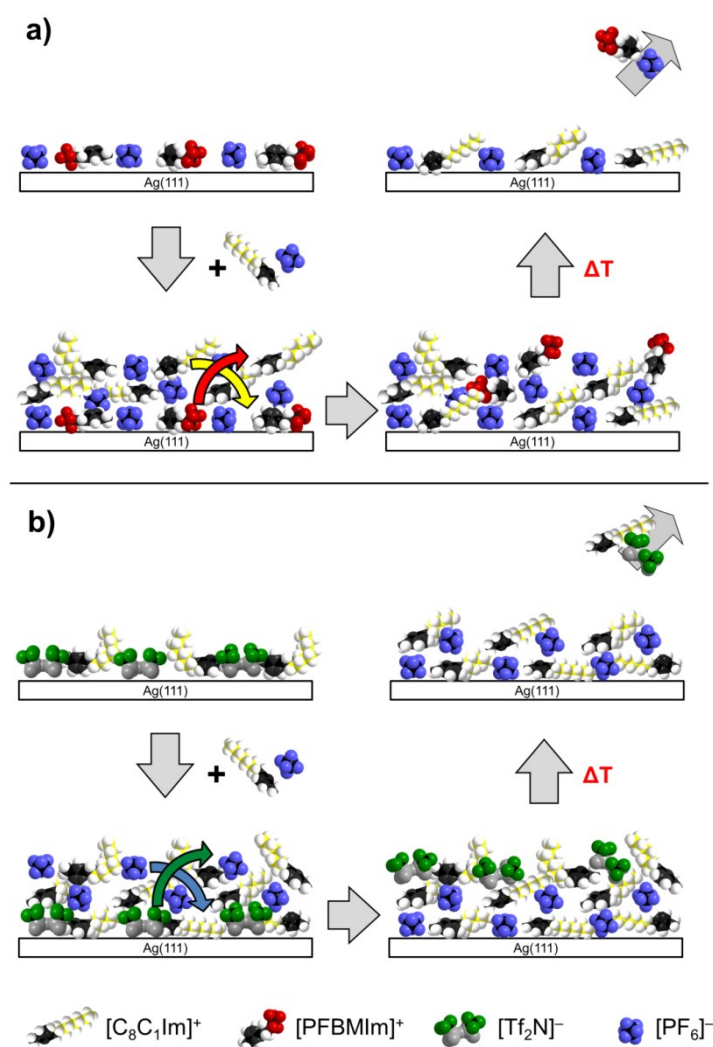 a)
Ag(111)
Ag(111)
+
ΔT
Ag(111)
Ag(111)
b)
Ag(111)
Ag(111)
+
ΔT
Ag(111)
Ag(111)
[C₈C₁Im]⁺
[PFBMIm]⁺
[Tf₂N]⁻
[PF₆]⁻